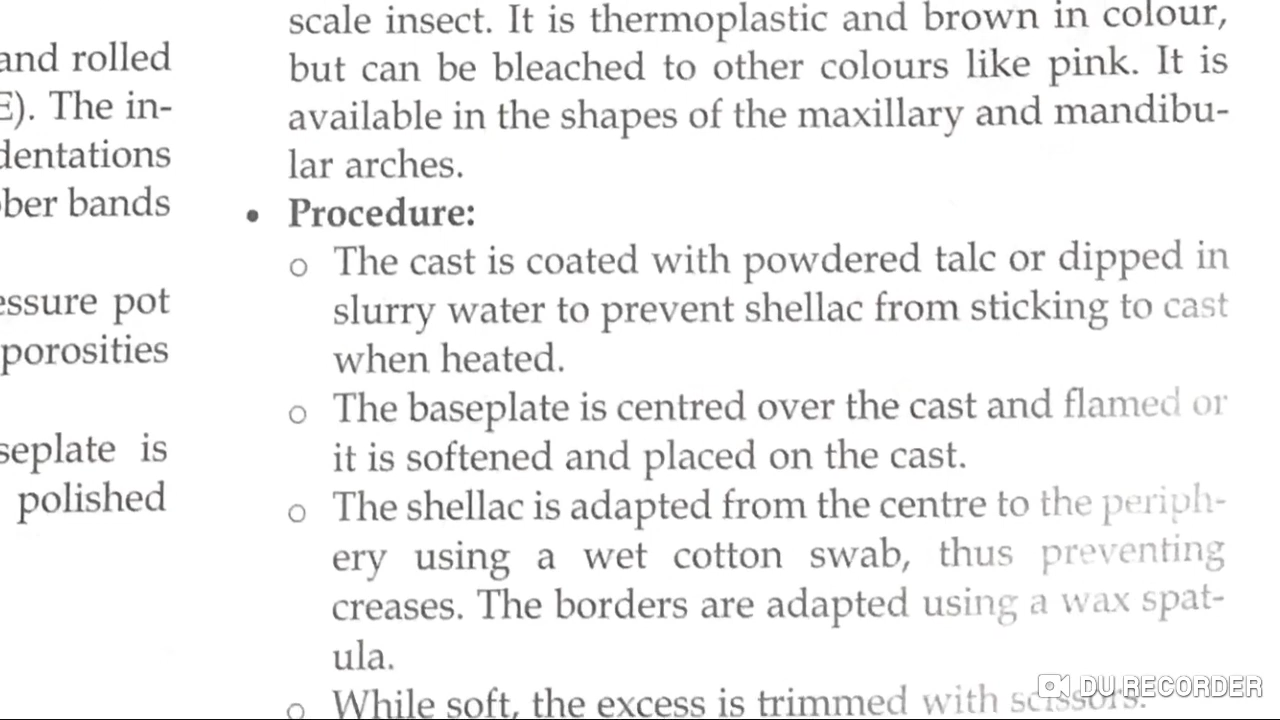 and rolled
E). The in-
dentations
ber bands
essure pot
porosities
seplate is
polished
scale insect. It is thermoplastic and brown in colour,
but can be bleached to other colours like pink. It is
available in the shapes of the maxillary and mandibu-
lar arches.
• Procedure:
○ The cast is coated with powdered talc or dipped in
slurry water to prevent shellac from sticking to cast
when heated.
○ The baseplate is centred over the cast and flamed or
it is softened and placed on the cast.
○ The shellac is adapted from the centre to the periph-
ery using a wet cotton swab, thus preventing
creases. The borders are adapted using a wax spat-
ula.
○ While soft, the excess is trimmed with scissors.
DU RECORDER